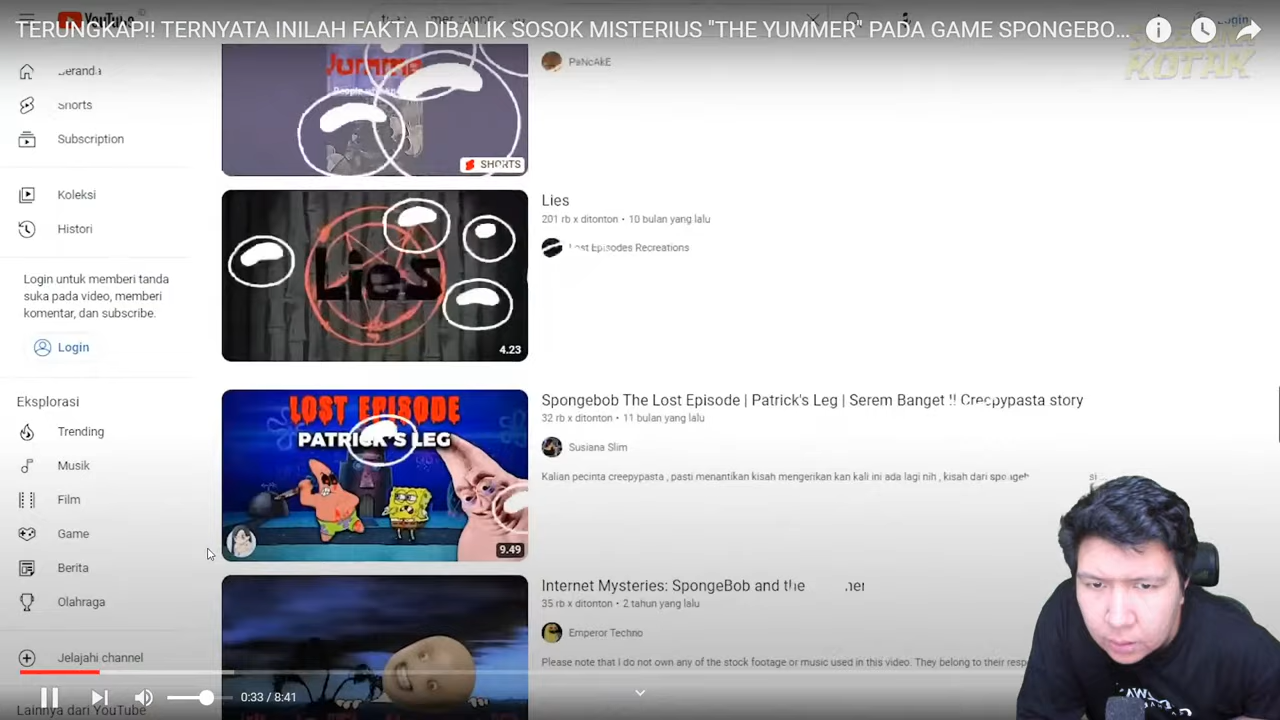 TERUNGKAP!! TERNYATA INILAH FAKTA DIBALIK SOSOK MISTERIUS "THE YUMMER" PADA GAME SPONGEBO...
YouTube
Login
KOTAK
Beranda
PaNcAkE
Shorts
Subscription
SHORTS
Koleksi
Histori
Lies
Lies
201 rb x ditonton • 10 bulan yang lalu
Lost Episodes Recreations
4.23
Login untuk memberi tanda
suka pada video, memberi
komentar, dan subscribe.
Login
Eksplorasi
Trending
Musik
Film
Game
Berita
Olahraga
LOST EPISODE
PATRICK'S LEG
9.49
Spongebob The Lost Episode | Patrick's Leg | Serem Banget !! Creepypasta story
32 rb x ditonton • 11 bulan yang lalu
Susiana Slim
Kalian pecinta creepypasta , pasti menantikan kisah mengerikan kan kali ini ada lagi nih , kisah dari spongeb
Internet Mysteries: SpongeBob and the
35 rb x ditonton • 2 tahun yang lalu
Emperor Techno
Please note that I do not own any of the stock footage or music used in this video. They belong to their resp
Jelajahi channel
0:33 / 8:41
Lainnya dari YouTube